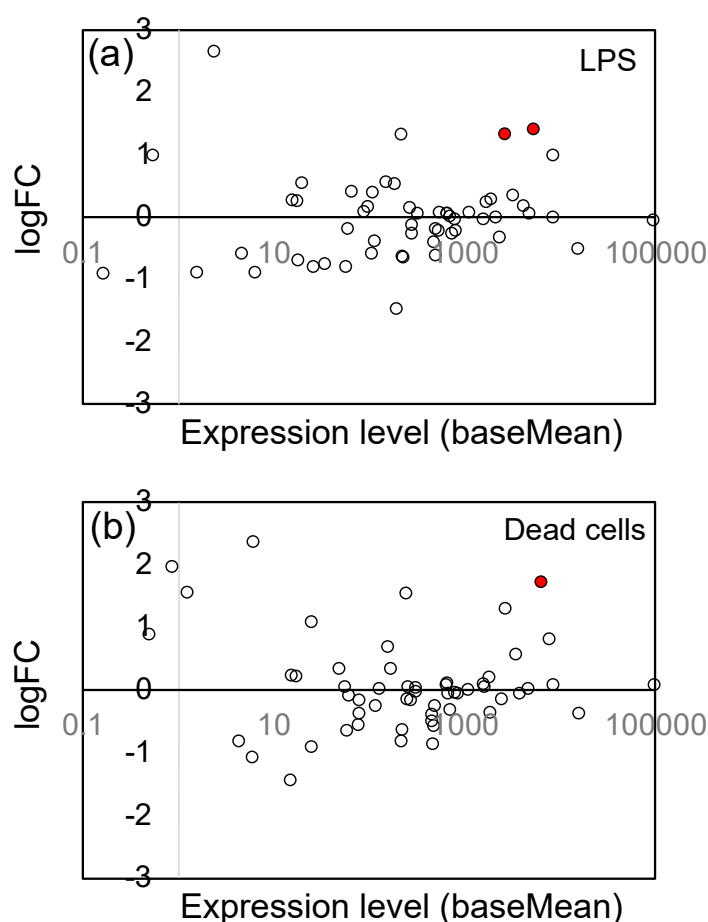 3
(a)
LPS
2
1
0
0.1
10
1000
100000
-1
-2
-3
logFC
Expression level (baseMean)
3
(b)
Dead cells
2
1
0
0.1
10
1000
100000
-1
-2
-3
logFC
Expression level (baseMean)